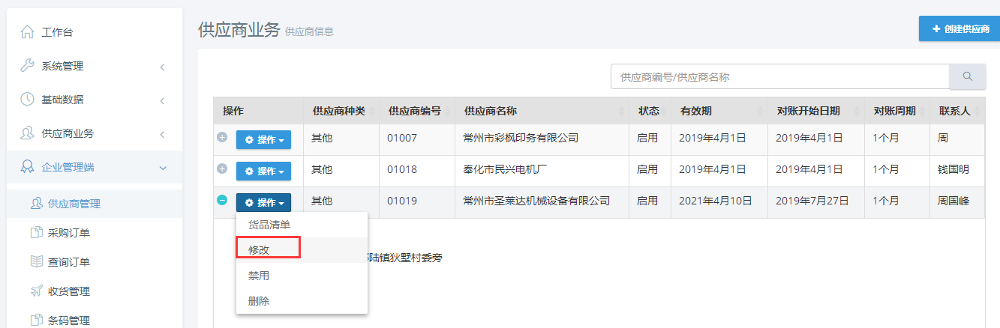 工作台
系统管理
基础数据
供应商业务
企业管理端
供应商管理
采购订单
查询订单
收货管理
条码管理
供应商业务 供应商信息
创建供应商
供应商编号/供应商名称
操作 供应商种类 供应商编号 供应商名称 状态 有效期 对账开始日期 对账周期 联系人
操作 其他 01007 常州市彩枫印务有限公司 启用 2019年4月1日 2019年4月1日 1个月 周
操作 其他 01018 奉化市民兴电机厂 启用 2019年4月1日 2019年4月1日 1个月 钱国明
操作 其他 01019 常州市圣莱达机械设备有限公司 启用 2021年4月10日 2019年7月27日 1个月 周国峰
货品清单
修改
陆镇狄墅村委旁
禁用
删除